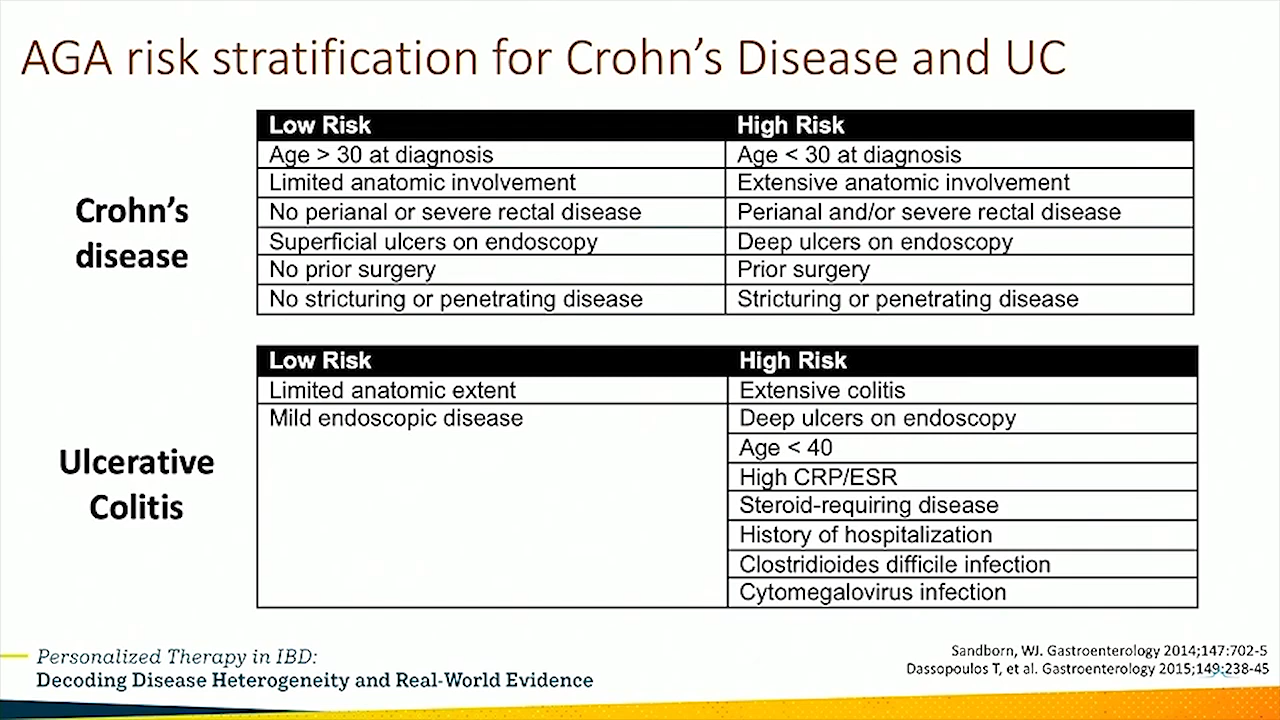 AGA risk stratification for Crohn's Disease and UC
Crohn's
disease
Low Risk High Risk
Age > 30 at diagnosis Age < 30 at diagnosis
Limited anatomic involvement Extensive anatomic involvement
No perianal or severe rectal disease Perianal and/or severe rectal disease
Superficial ulcers on endoscopy Deep ulcers on endoscopy
No prior surgery Prior surgery
No stricturing or penetrating disease Stricturing or penetrating disease
Ulcerative
Colitis
Low Risk High Risk
Limited anatomic extent Extensive colitis
Mild endoscopic disease Deep ulcers on endoscopy
Age < 40
High CRP/ESR
Steroid-requiring disease
History of hospitalization
Clostridioides difficile infection
Cytomegalovirus infection
Personalized Therapy in IBD:
Decoding Disease Heterogeneity and Real-World Evidence
Sandborn, WJ. Gastroenterology 2014;147:702-5
Dassopoulos T, et al. Gastroenterology 2015;149:238-45